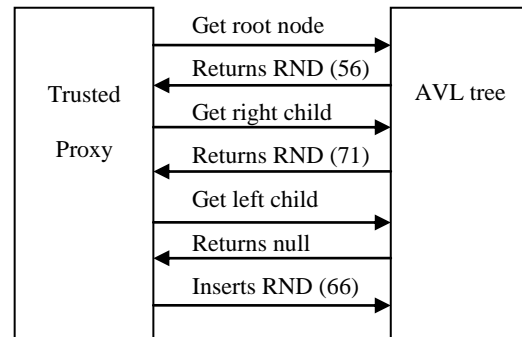 Get root node
Returns RND (56)
Trusted
Proxy
AVL tree
Get right child
Returns RND (71)
Get left child
Returns null
Inserts RND (66)